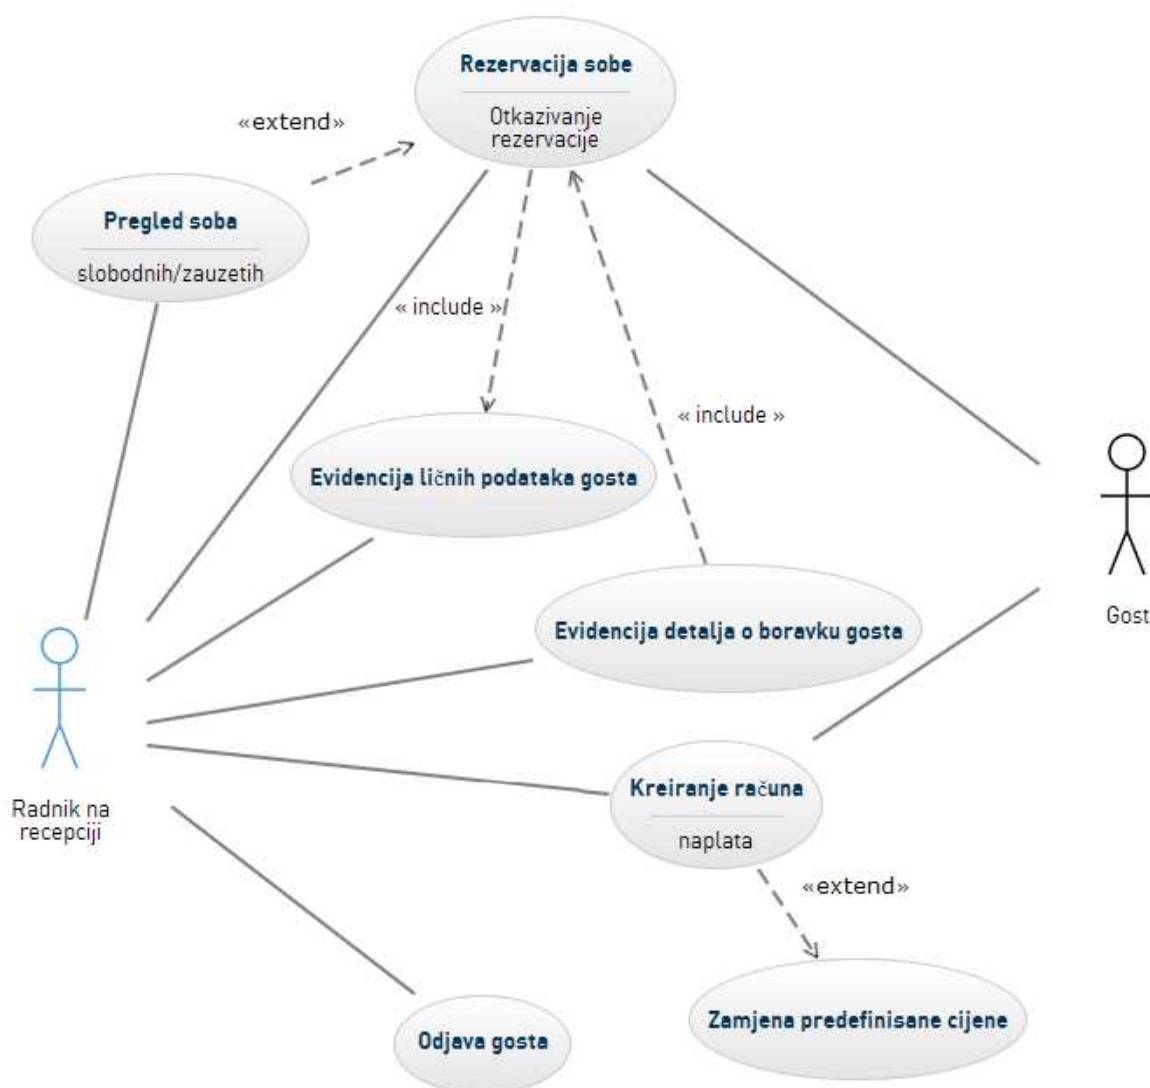 Rezervacija sobe
Otkazivanje
rezervacije
«extend»
Pregled soba
slobodnih/zauzetih
« include »
« include »
Evidencija ličnih podataka gosta
Evidencija detalja o boravku gosta
Gost
Radnik na
recepciji
Kreiranje računa
naplata
«extend»
Zamjena predefinisane cijene
Odjava gosta